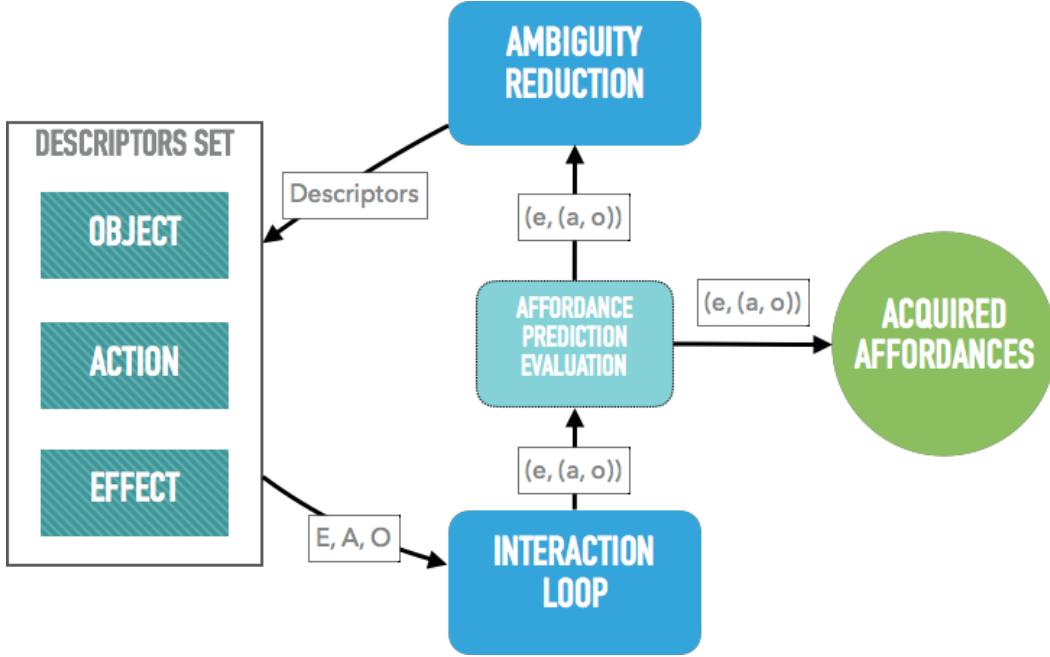 AMBIGUITY
REDUCTION
DESCRIPTORS SET
OBJECT
ACTION
EFFECT
Descriptors
(e, (a, o))
AFFORDANCE
PREDICTION
EVALUATION
(e, (a, o))
ACQUIRED
AFFORDANCES
(e, (a, o))
E, A, O
INTERACTION
LOOP